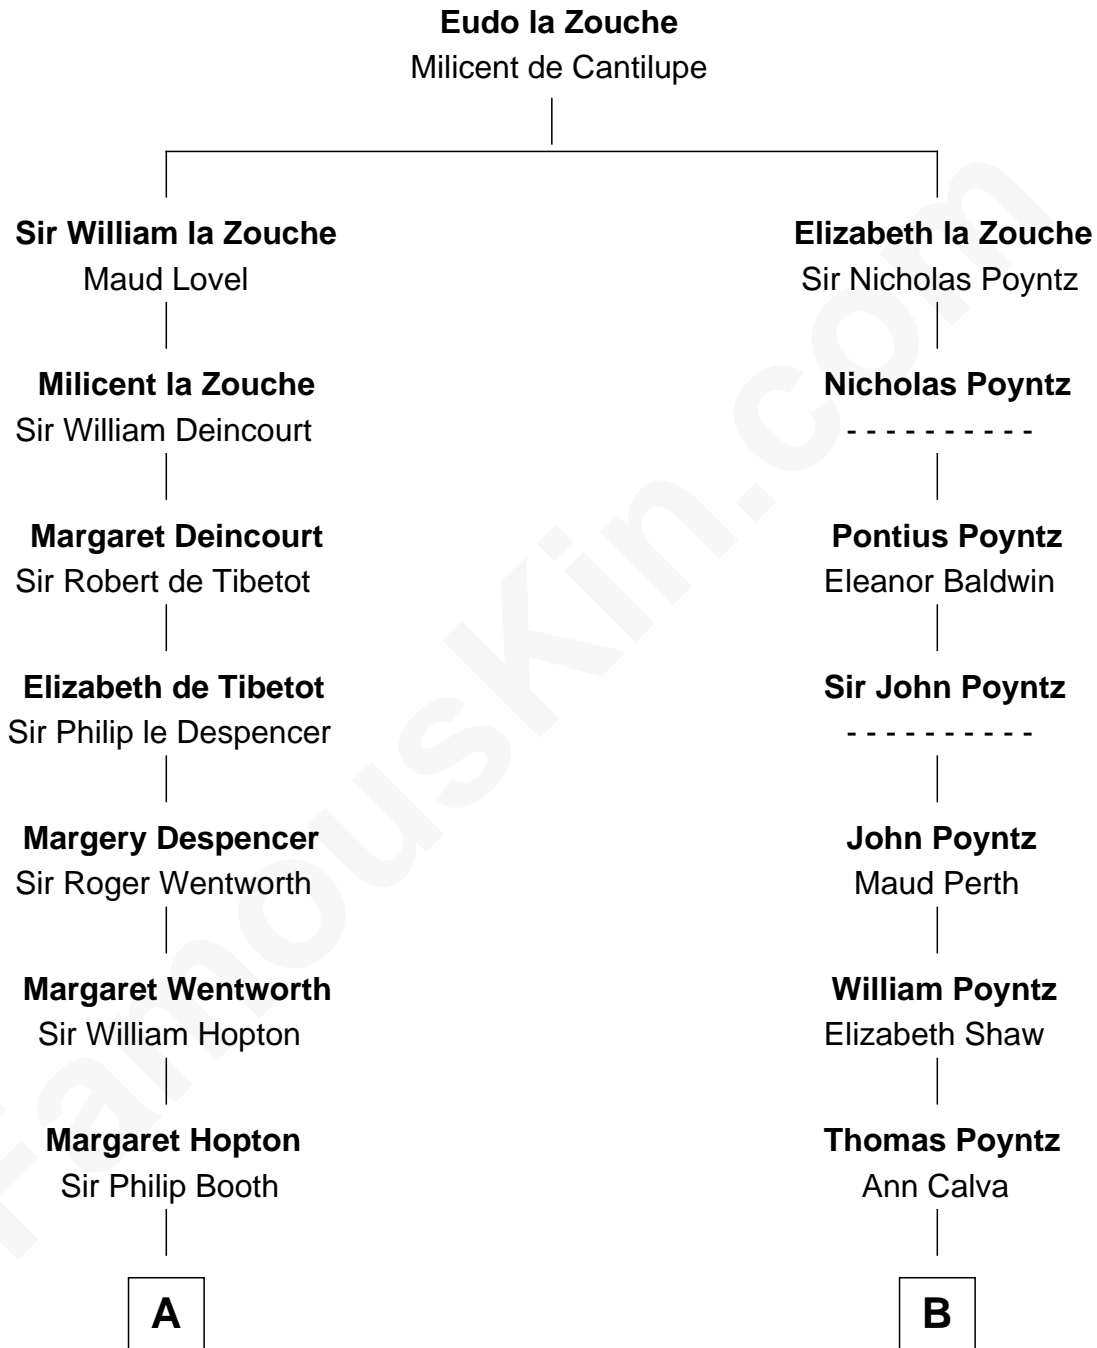 Eudo la Zouche
Milicent de Cantilupe
Sir William la Zouche
Maud Lovel
Elizabeth la Zouche
Sir Nicholas Poyntz
Milicent la Zouche
Sir William Deincourt
Nicholas Poyntz
- - - - - - - - - -
Margaret Deincourt
Sir Robert de Tibetot
Pontius Poyntz
Eleanor Baldwin
Elizabeth de Tibetot
Sir Philip le Despencer
Sir John Poyntz
- - - - - - - - - -
Margery Despencer
Sir Roger Wentworth
John Poyntz
Maud Perth
Margaret Wentworth
Sir William Hopton
William Poyntz
Elizabeth Shaw
Margaret Hopton
Sir Philip Booth
Thomas Poyntz
Ann Calva
A
B
FamousKin.com